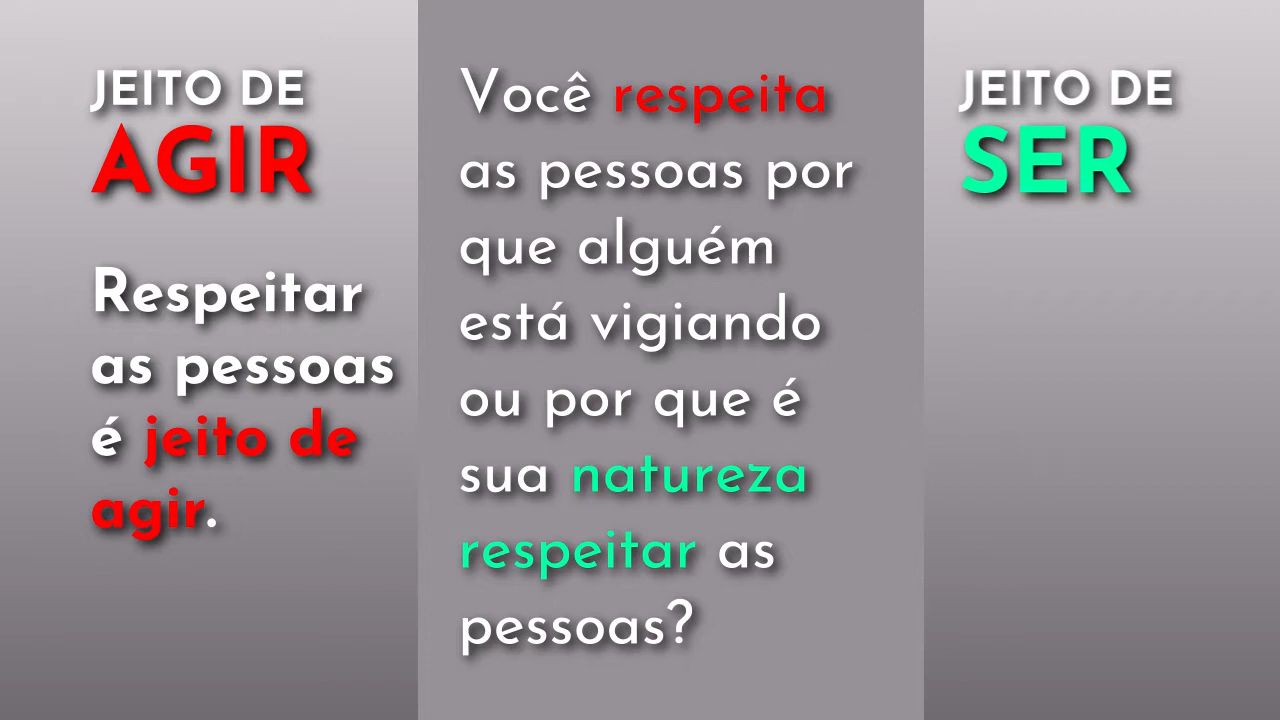 JEITO DE
AGIR
Respeitar
as pessoas
é jeito de
agir.
Você respeita
as pessoas por
que alguém
está vigiando
ou por que é
sua natureza
respeitar as
pessoas?
JEITO DE
SER